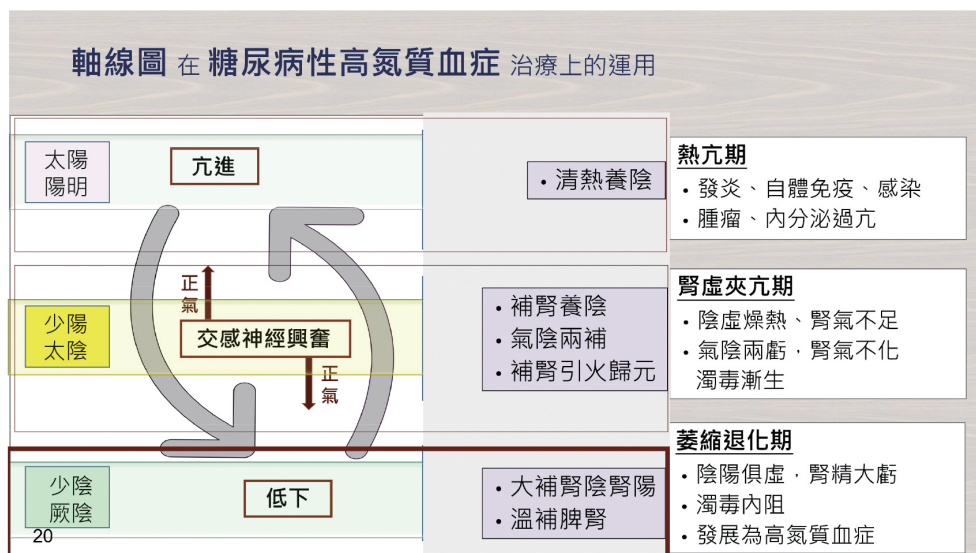 軸線圖 在 糖尿病性高氮質血症 治療上的運用
太陽
陽明
亢進
• 清熱養陰
熱亢期
• 發炎、自體免疫、感染
• 腫瘤、內分泌過亢
少陽
太陰
正
氣
交感神經興奮
正
氣
• 補腎養陰
• 氣陰兩補
• 補腎引火歸元
腎虛夾亢期
• 陰虛燥熱、腎氣不足
• 氣陰兩虧，腎氣不化
濁毒漸生
少陰
厥陰
低下
• 大補腎陰腎陽
• 溫補脾腎
萎縮退化期
• 陰陽俱虛，腎精大虧
• 濁毒內阻
• 發展為高氮質血症
20